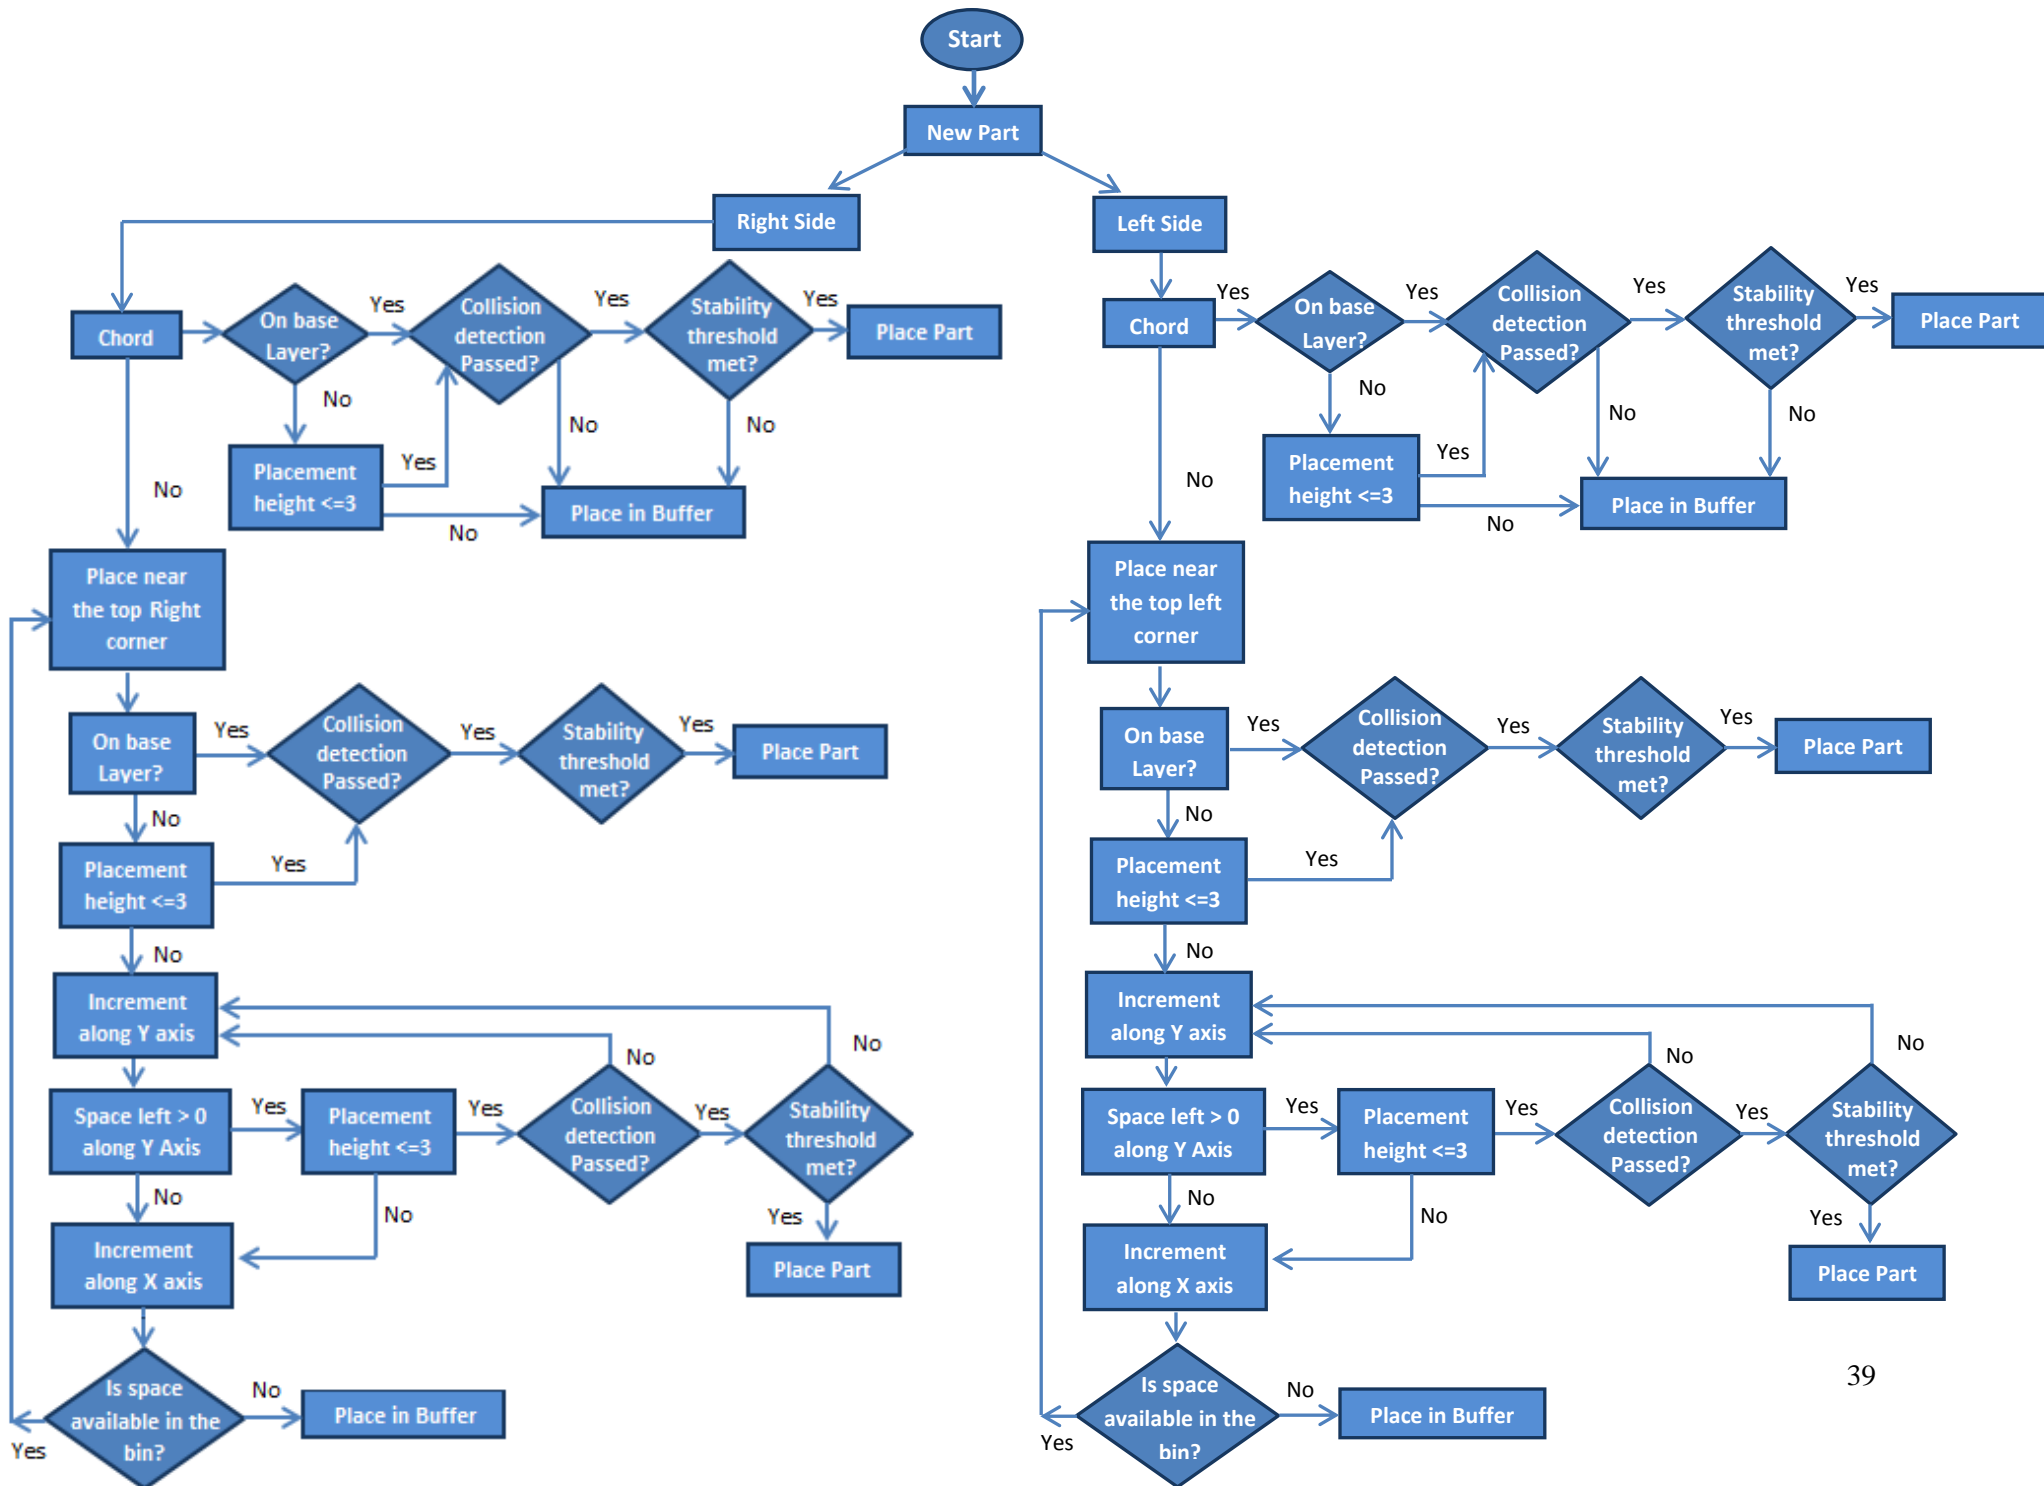 Start
New Part
Right Side
Left Side
Chord
On base
Layer?
Yes
Collision
detection
Passed?
Yes
Stability
threshold
met?
Yes
Place Part
No
Placement
height <=3
Yes
No
No
No
Place in Buffer
No
Place near
the top Right
corner
On base
Layer?
Yes
Collision
detection
Passed?
Yes
Stability
threshold
met?
Yes
Place Part
No
Placement
height <=3
Yes
No
Increment
along Y axis
No
No
Space left > 0
along Y Axis
Yes
Placement
height <=3
Yes
Collision
detection
Passed?
Yes
Stability
threshold
met?
No
No
Yes
Increment
along X axis
Place Part
Is space
available in the
bin?
No
Place in Buffer
Yes
Chord
Yes
On base
Layer?
Yes
Collision
detection
Passed?
Yes
Stability
threshold
met?
Yes
Place Part
No
Placement
height <=3
Yes
No
No
No
Place in Buffer
No
Place near
the top left
corner
On base
Layer?
Yes
Collision
detection
Passed?
Yes
Stability
threshold
met?
Yes
Place Part
No
Placement
height <=3
Yes
No
Increment
along Y axis
No
No
Space left > 0
along Y Axis
Yes
Placement
height <=3
Yes
Collision
detection
Passed?
Yes
Stability
threshold
met?
No
No
Yes
Increment
along X axis
Place Part
Is space
available in the
bin?
No
Place in Buffer
Yes
39